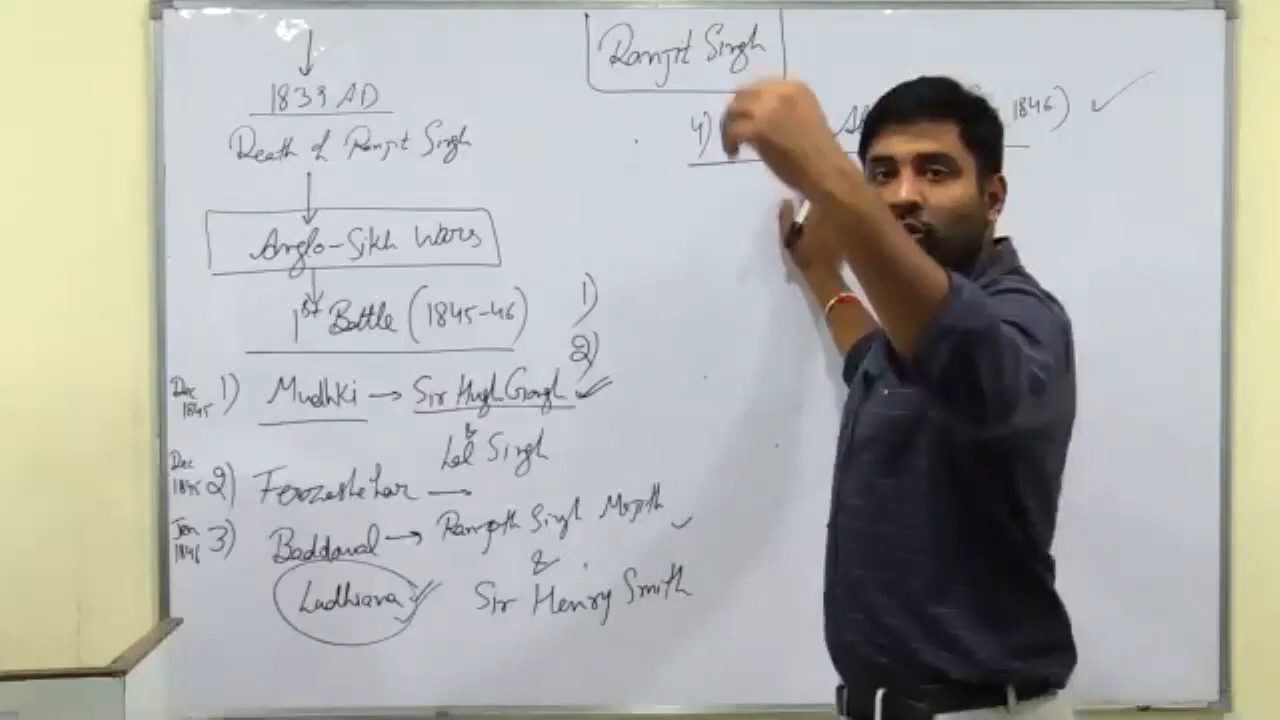 Ranjit Singh
1839 AD
Death of Ranjit Singh
Anglo-Sikh Wars
1st Battle (1845-46)
1)
2)
Dec 1845 1) Mudhki → Sir Hugh Gough
&
Lal Singh
Dec 1845 2) Ferozeshehar —
Jan 1846 3) Baddowal → Ranjodh Singh Majith
&
Ludhiana Sir Henry Smith
4) 1846)